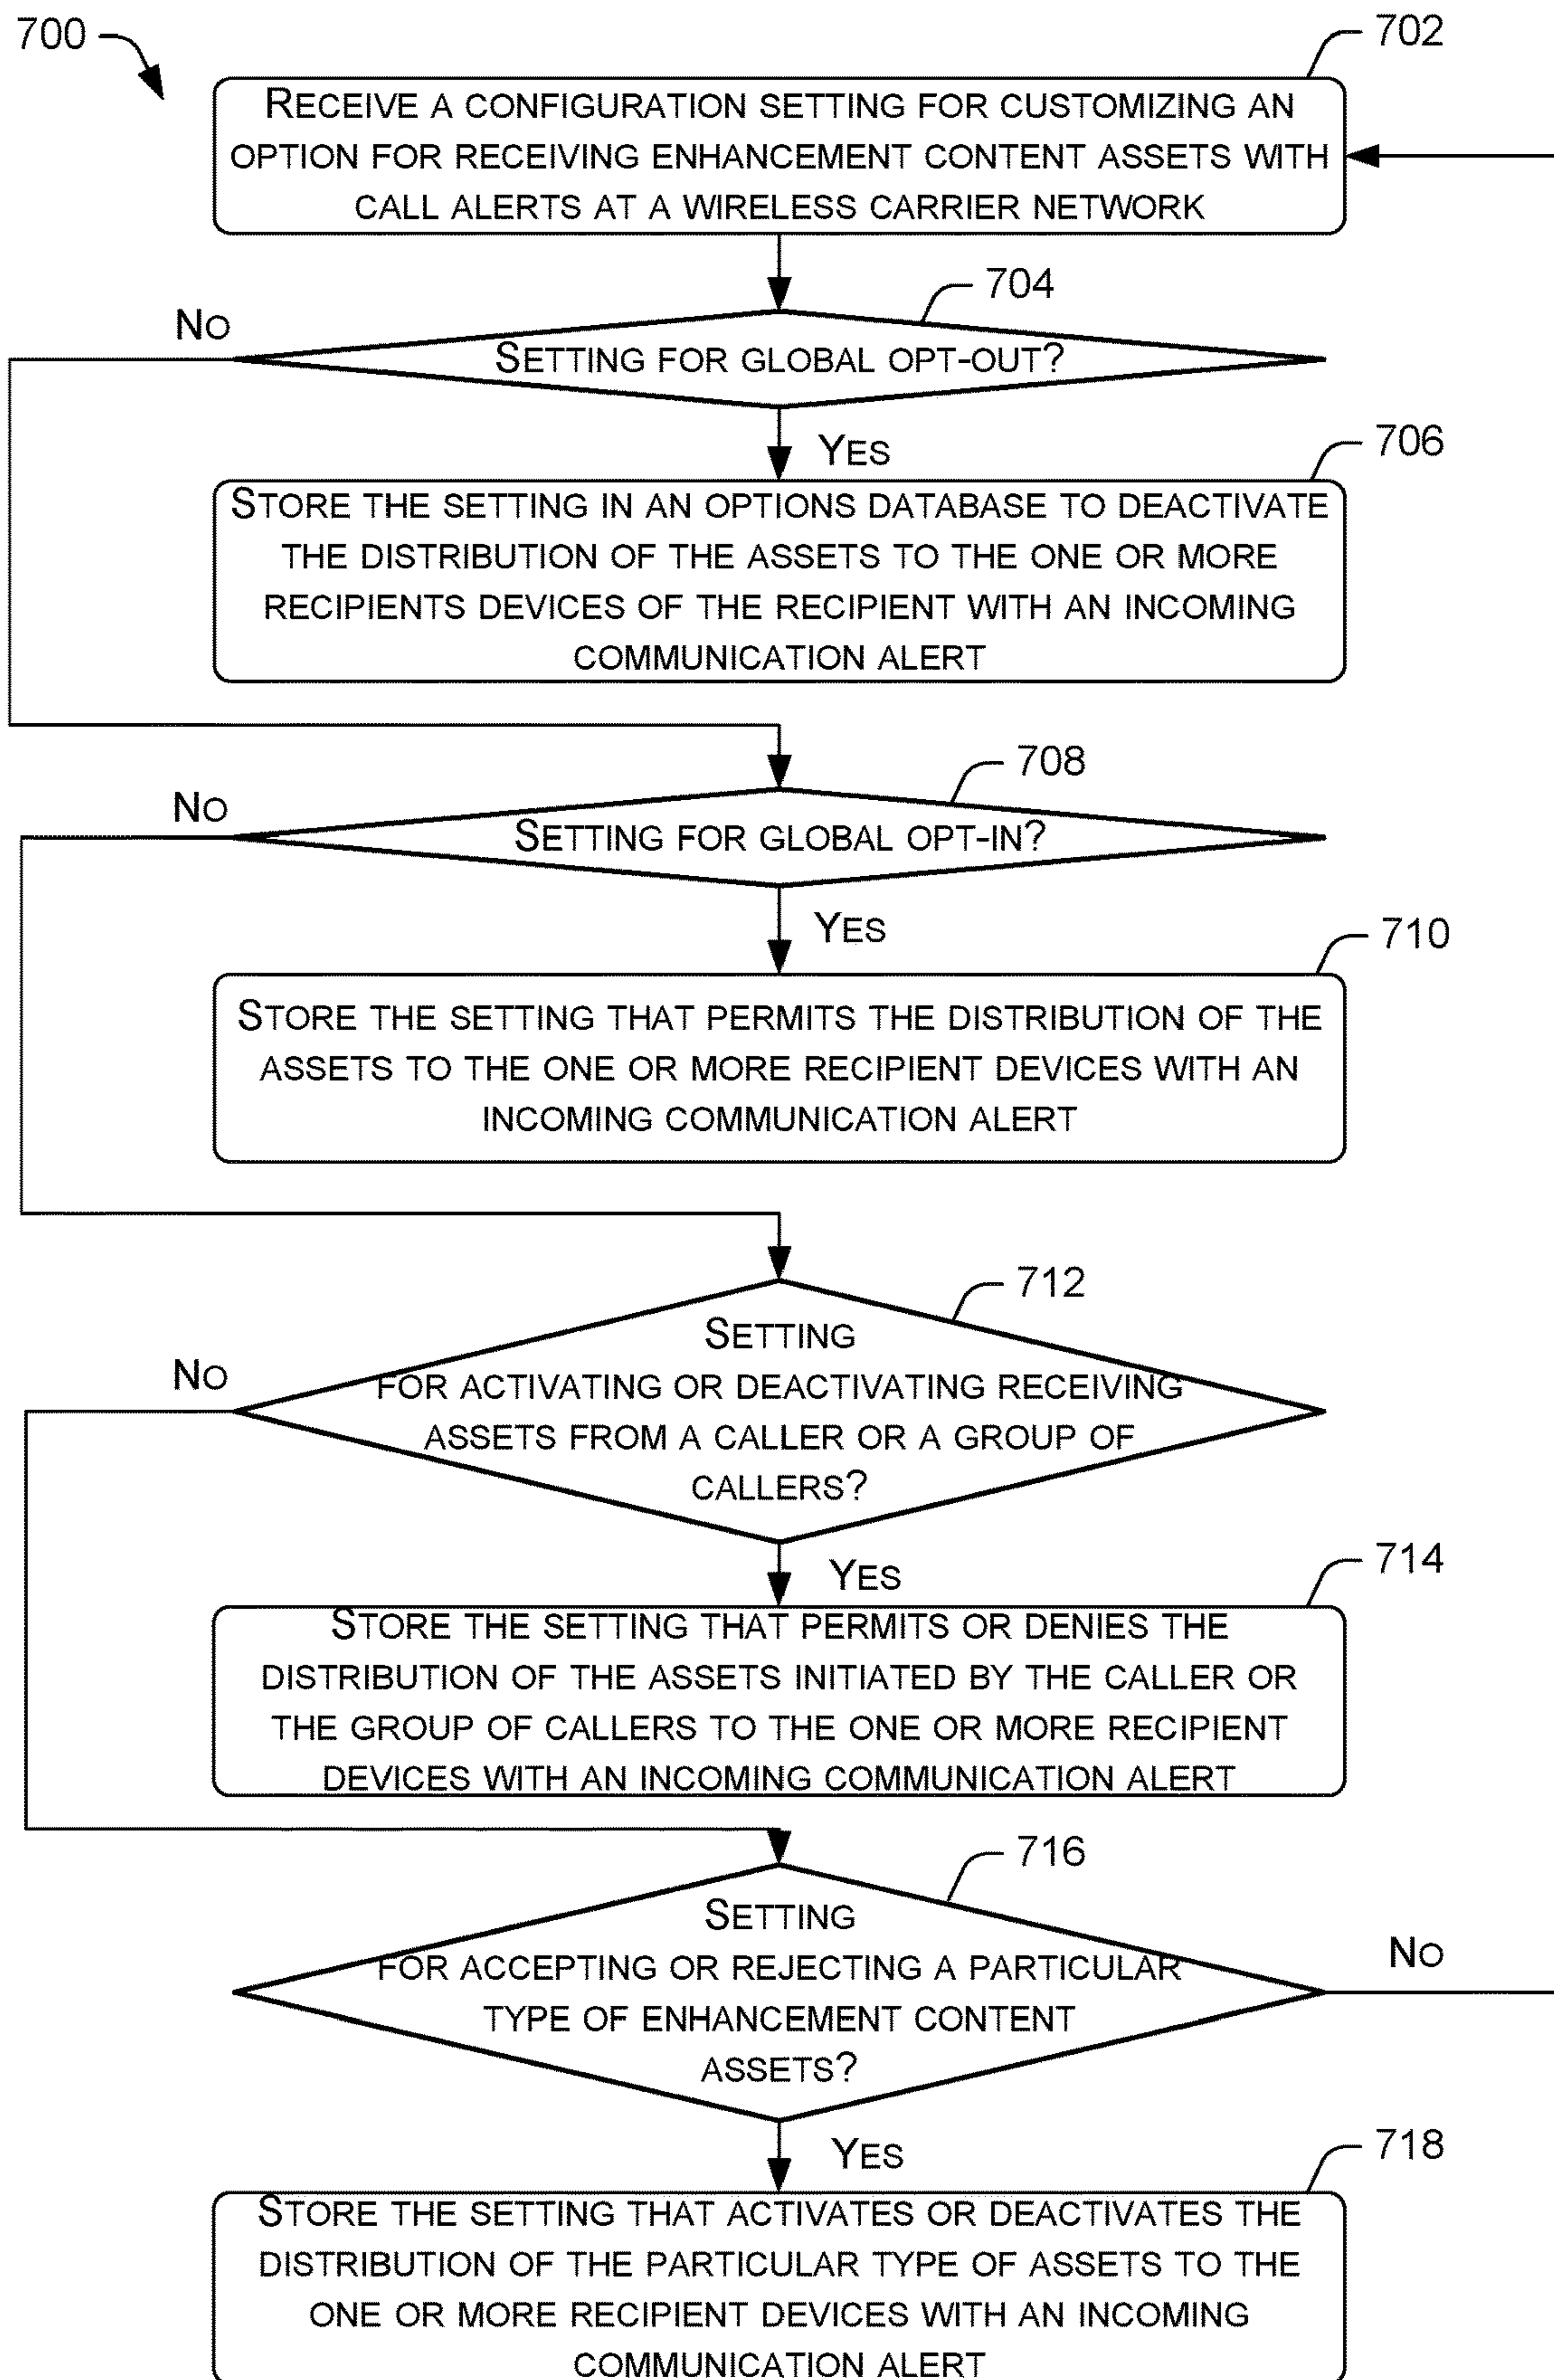 700
702
RECEIVE A CONFIGURATION SETTING FOR CUSTOMIZING AN
OPTION FOR RECEIVING ENHANCEMENT CONTENT ASSETS WITH
CALL ALERTS AT A WIRELESS CARRIER NETWORK
704
NO
SETTING FOR GLOBAL OPT-OUT?
YES
706
STORE THE SETTING IN AN OPTIONS DATABASE TO DEACTIVATE
THE DISTRIBUTION OF THE ASSETS TO THE ONE OR MORE
RECIPIENTS DEVICES OF THE RECIPIENT WITH AN INCOMING
COMMUNICATION ALERT
708
NO
SETTING FOR GLOBAL OPT-IN?
YES
710
STORE THE SETTING THAT PERMITS THE DISTRIBUTION OF THE
ASSETS TO THE ONE OR MORE RECIPIENT DEVICES WITH AN
INCOMING COMMUNICATION ALERT
712
SETTING
NO
FOR ACTIVATING OR DEACTIVATING RECEIVING
ASSETS FROM A CALLER OR A GROUP OF
CALLERS?
YES
714
STORE THE SETTING THAT PERMITS OR DENIES THE
DISTRIBUTION OF THE ASSETS INITIATED BY THE CALLER OR
THE GROUP OF CALLERS TO THE ONE OR MORE RECIPIENT
DEVICES WITH AN INCOMING COMMUNICATION ALERT
716
SETTING
FOR ACCEPTING OR REJECTING A PARTICULAR
NO
TYPE OF ENHANCEMENT CONTENT
ASSETS?
YES
718
STORE THE SETTING THAT ACTIVATES OR DEACTIVATES THE
DISTRIBUTION OF THE PARTICULAR TYPE OF ASSETS TO THE
ONE OR MORE RECIPIENT DEVICES WITH AN INCOMING
COMMUNICATION ALERT